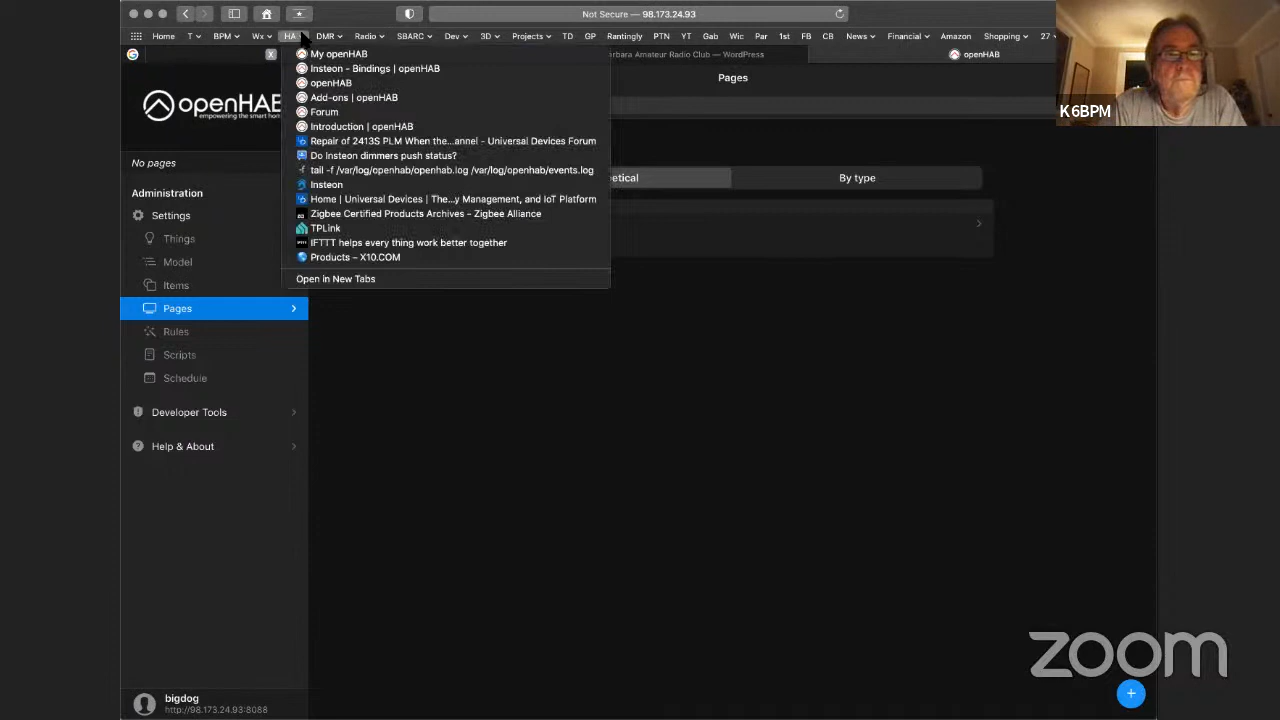 Not Secure — 98.173.24.93
Home T BPM Wx HA DMR Radio SBARC Dev 3D Projects TD GP Rantingly PTN YT Gab Wic Par 1st FB CB News Financial Amazon Shopping 27
X
My openHAB
Insteon - Bindings | openHAB
openHAB
Add-ons | openHAB
Forum
Introduction | openHAB
Repair of 2413S PLM When the...annel - Universal Devices Forum
Do Insteon dimmers push status?
tail -f /var/log/openhab/openhab.log /var/log/openhab/events.log
Insteon
Home | Universal Devices | The...y Management, and IoT Platform
Zigbee Certified Products Archives – Zigbee Alliance
TPLink
IFTTT helps every thing work better together
Products – X10.COM
Open in New Tabs
rbara Amateur Radio Club — WordPress
openHAB
Pages
etical
By type
openHAB
empowering the smart hom
No pages
Administration
Settings
Things
Model
Items
Pages
Rules
Scripts
Schedule
Developer Tools
Help & About
bigdog
http://98.173.24.93:8088
K6BPM
zoom